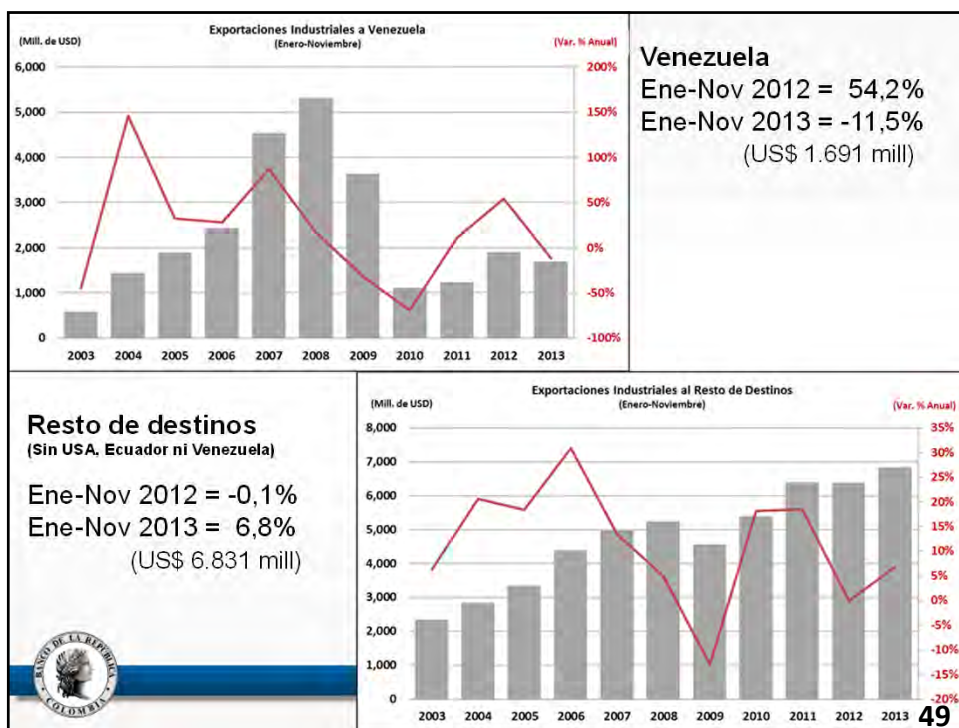 Exportaciones Industriales a Venezuela
(Enero-Noviembre)
(Mill. de USD)
(Var. % Anual)
6,000
5,000
4,000
3,000
2,000
1,000
0
200%
150%
100%
50%
0%
-50%
-100%
2003 2004 2005 2006 2007 2008 2009 2010 2011 2012 2013
Venezuela
Ene-Nov 2012 = 54,2%
Ene-Nov 2013 = -11,5%
(US$ 1.691 mill)
Resto de destinos
(Sin USA, Ecuador ni Venezuela)
Ene-Nov 2012 = -0,1%
Ene-Nov 2013 = 6,8%
(US$ 6.831 mill)
BANCO DE LA REPÚBLICA
COLOMBIA
Exportaciones Industriales al Resto de Destinos
(Enero-Noviembre)
(Mill. de USD)
(Var. % Anual)
8,000
7,000
6,000
5,000
4,000
3,000
2,000
1,000
0
35%
30%
25%
20%
15%
10%
5%
0%
-5%
-10%
-15%
-20%
2003 2004 2005 2006 2007 2008 2009 2010 2011 2012 2013
49